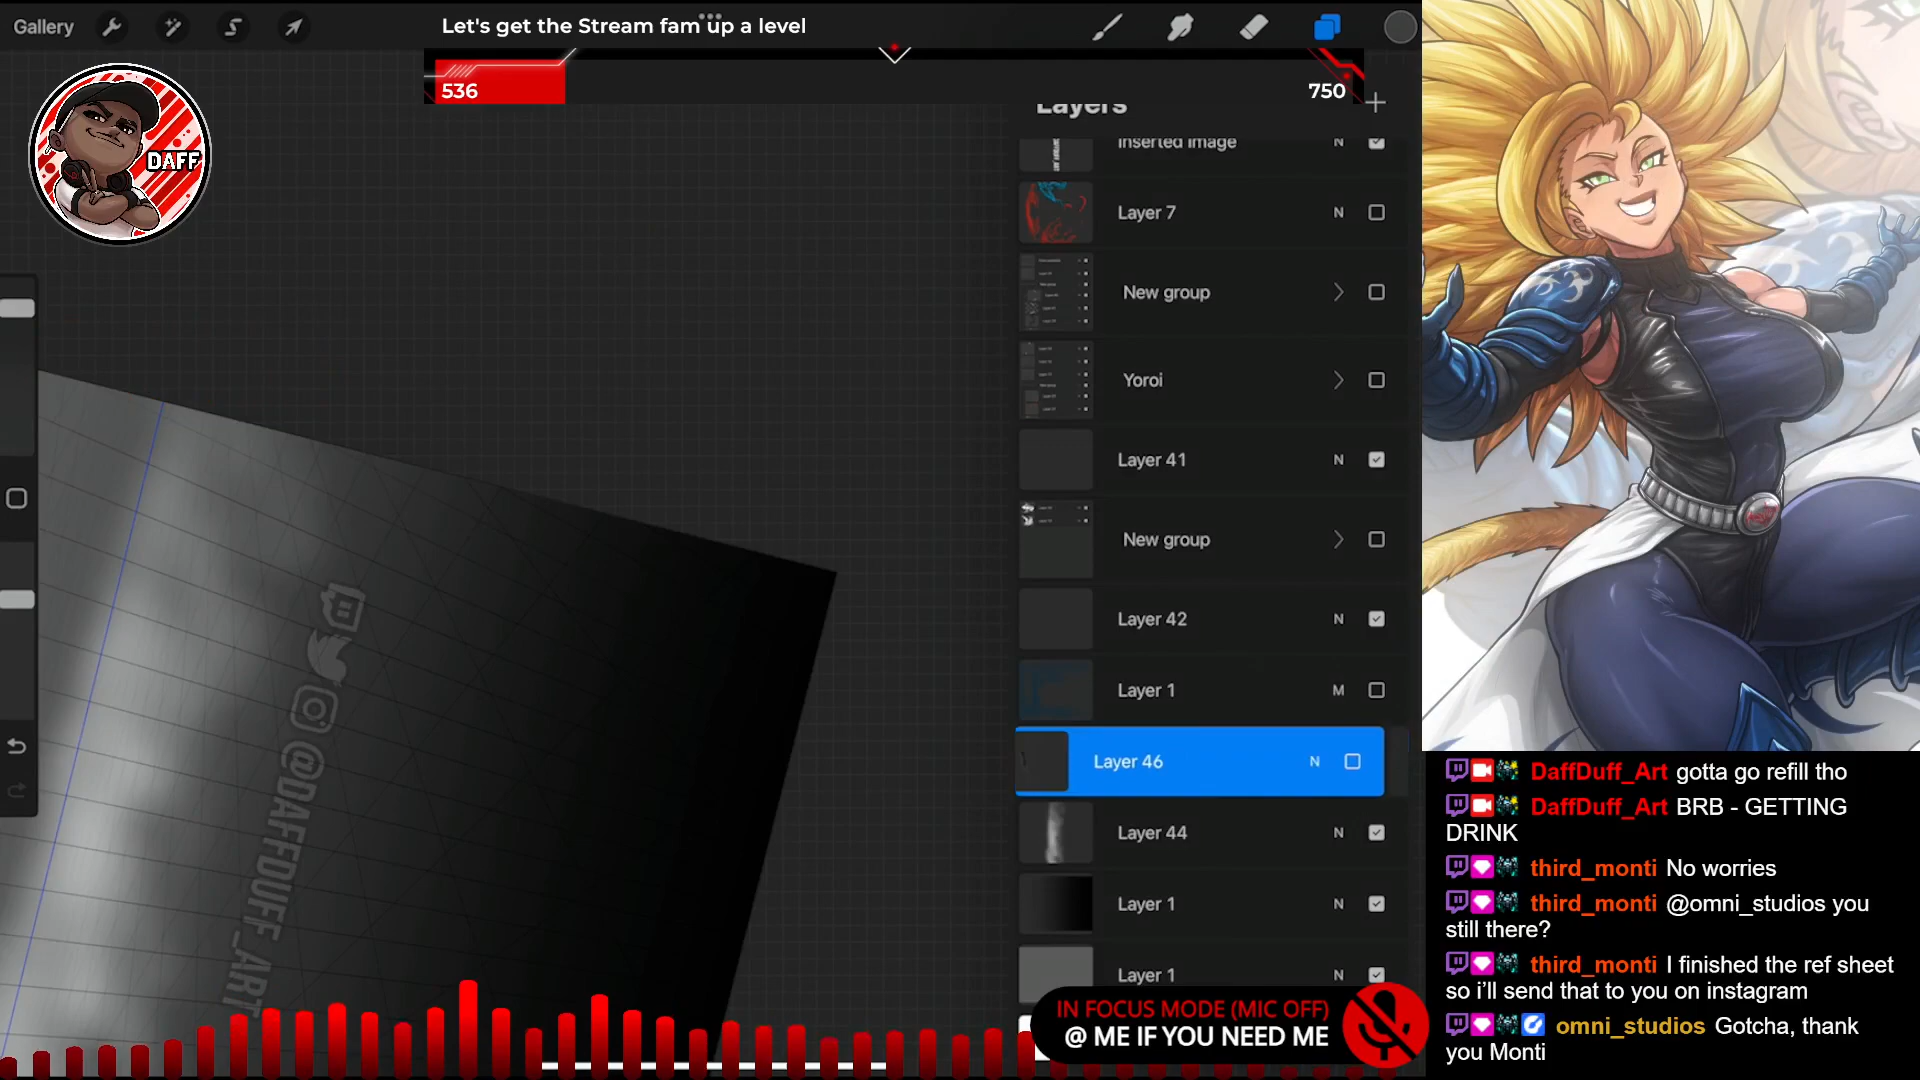 Gallery
Let's get the Stream fam up a level
536
750
DAFF
Layers
Inserted Image N
Layer 7 N
New group
Yoroi
Layer 41 N
New group
Layer 42 N
Layer 1 M
Layer 46 N
Layer 44 N
Layer 1 N
Layer 1 N
@DAFFDUFF_ART
IN FOCUS MODE (MIC OFF)
@ ME IF YOU NEED ME
DaffDuff_Art gotta go refill tho
DaffDuff_Art BRB - GETTING
DRINK
third_monti No worries
third_monti @omni_studios you
still there?
third_monti I finished the ref sheet
so i'll send that to you on instagram
omni_studios Gotcha, thank
you Monti